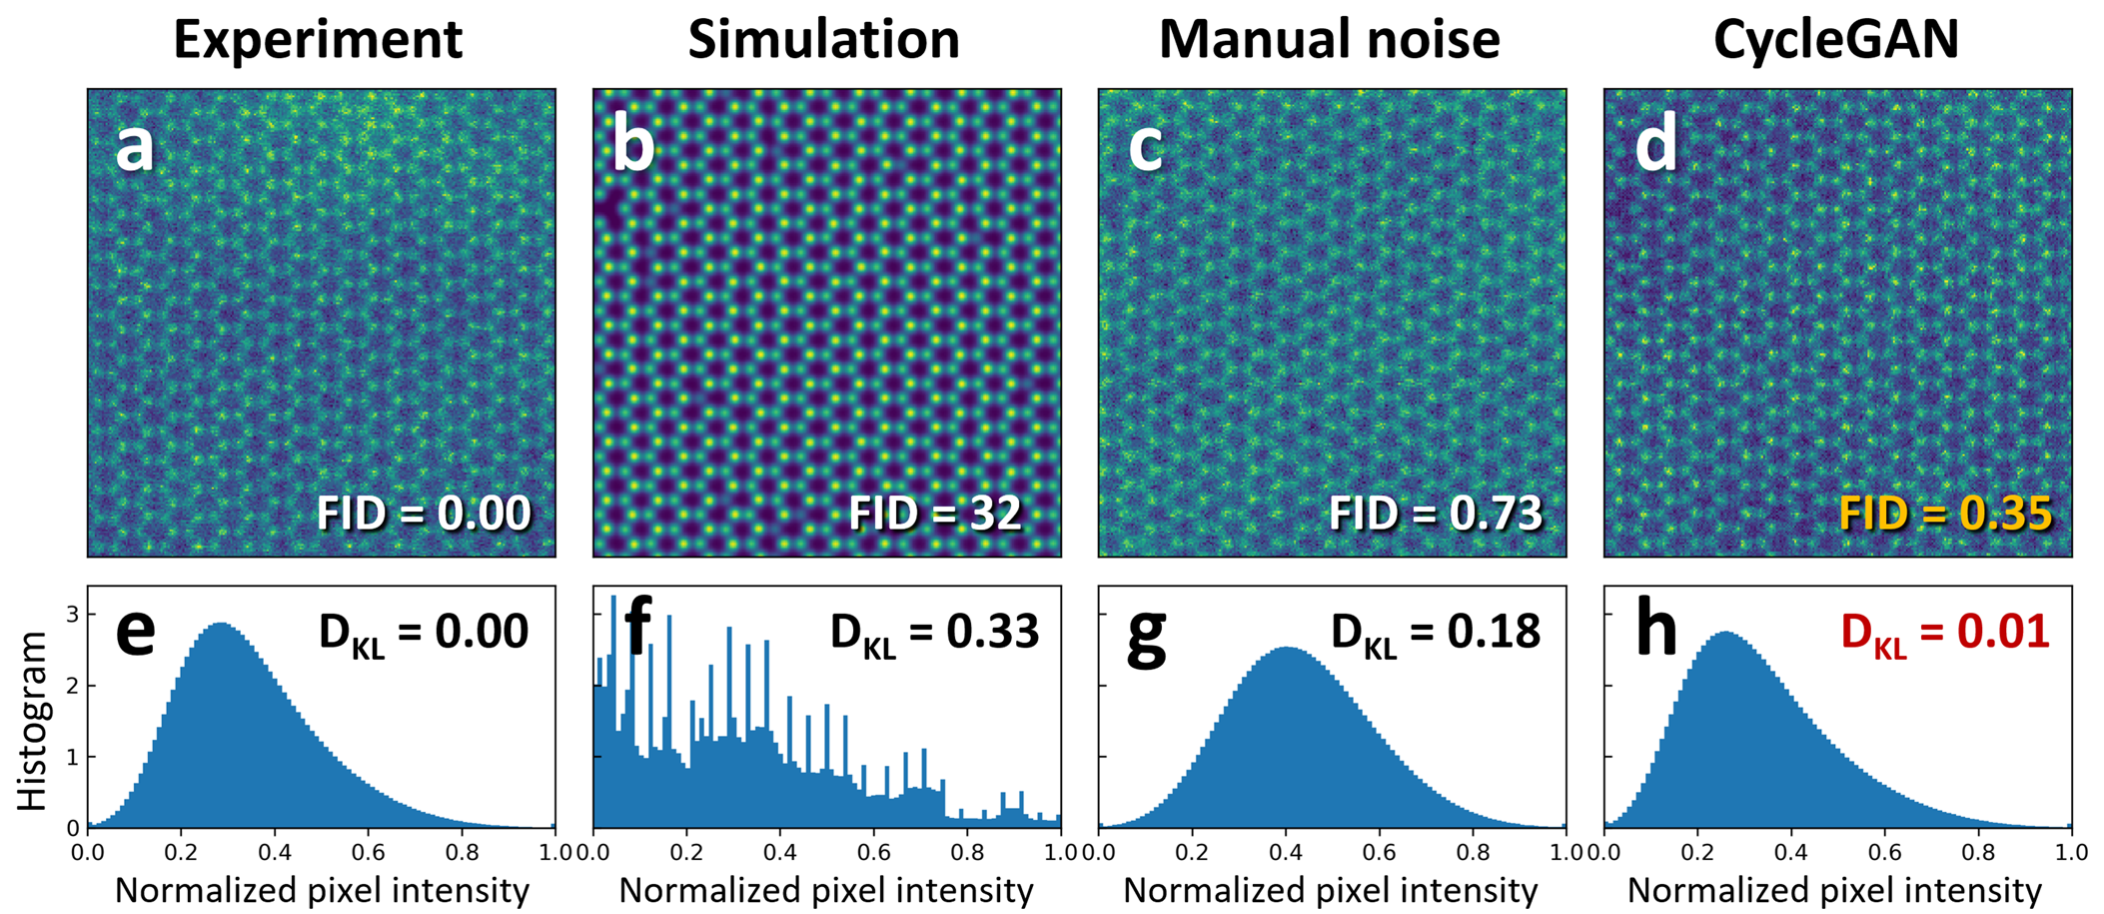 Experiment Simulation Manual noise CycleGAN
a b c d
FID = 0.00 FID = 32 FID = 0.73 FID = 0.35
e D_KL = 0.00 f D_KL = 0.33 g D_KL = 0.18 h D_KL = 0.01
Histogram
3
2
1
0
0.0 0.2 0.4 0.6 0.8 1.0 0.0 0.2 0.4 0.6 0.8 1.0 0.0 0.2 0.4 0.6 0.8 1.0 0.0 0.2 0.4 0.6 0.8 1.0
Normalized pixel intensity Normalized pixel intensity Normalized pixel intensity Normalized pixel intensity